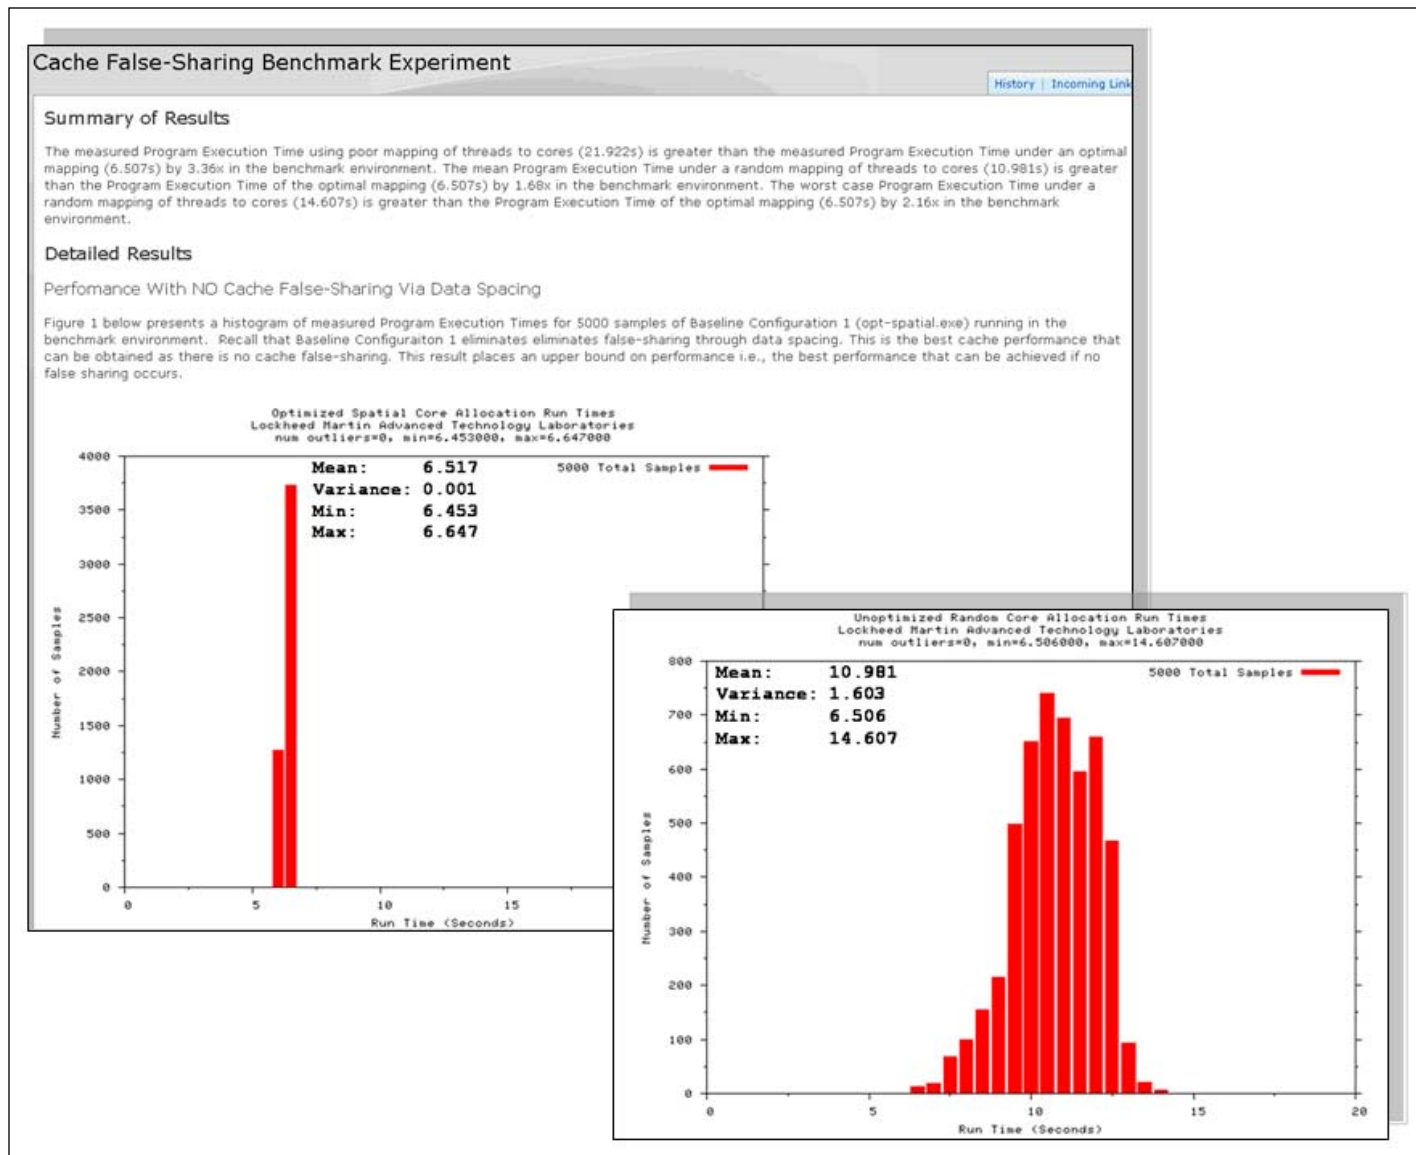 Cache False-Sharing Benchmark Experiment
History | Incoming Link
Summary of Results
The measured Program Execution Time using poor mapping of threads to cores (21.922s) is greater than the measured Program Execution Time under an optimal
mapping (6.507s) by 3.36x in the benchmark environment. The mean Program Execution Time under a random mapping of threads to cores (10.981s) is greater
than the Program Execution Time of the optimal mapping (6.507s) by 1.68x in the benchmark environment. The worst case Program Execution Time under a
random mapping of threads to cores (14.607s) is greater than the Program Execution Time of the optimal mapping (6.507s) by 2.16x in the benchmark
environment.
Detailed Results
Perfomance With NO Cache False-Sharing Via Data Spacing
Figure 1 below presents a histogram of measured Program Execution Times for 5000 samples of Baseline Configuration 1 (opt-spatial.exe) running in the
benchmark environment. Recall that Baseline Configuraiton 1 eliminates eliminates false-sharing through data spacing. This is the best cache performance that
can be obtained as there is no cache false-sharing. This result places an upper bound on performance i.e., the best performance that can be achieved if no
false sharing occurs.
Optimized Spatial Core Allocation Run Times
Lockheed Martin Advanced Technology Laboratories
num outliers=0, min=6.453000, max=6.647000
5000 Total Samples
Mean: 6.517
Variance: 0.001
Min: 6.453
Max: 6.647
4000
3500
3000
2500
2000
1500
1000
500
0
Number of Samples
0 5 10 15
Run Time (Seconds)
Unoptimized Random Core Allocation Run Times
Lockheed Martin Advanced Technology Laboratories
num outliers=0, min=6.506000, max=14.607000
5000 Total Samples
Mean: 10.981
Variance: 1.603
Min: 6.506
Max: 14.607
800
700
600
500
400
300
200
100
0
Number of Samples
0 5 10 15 20
Run Time (Seconds)